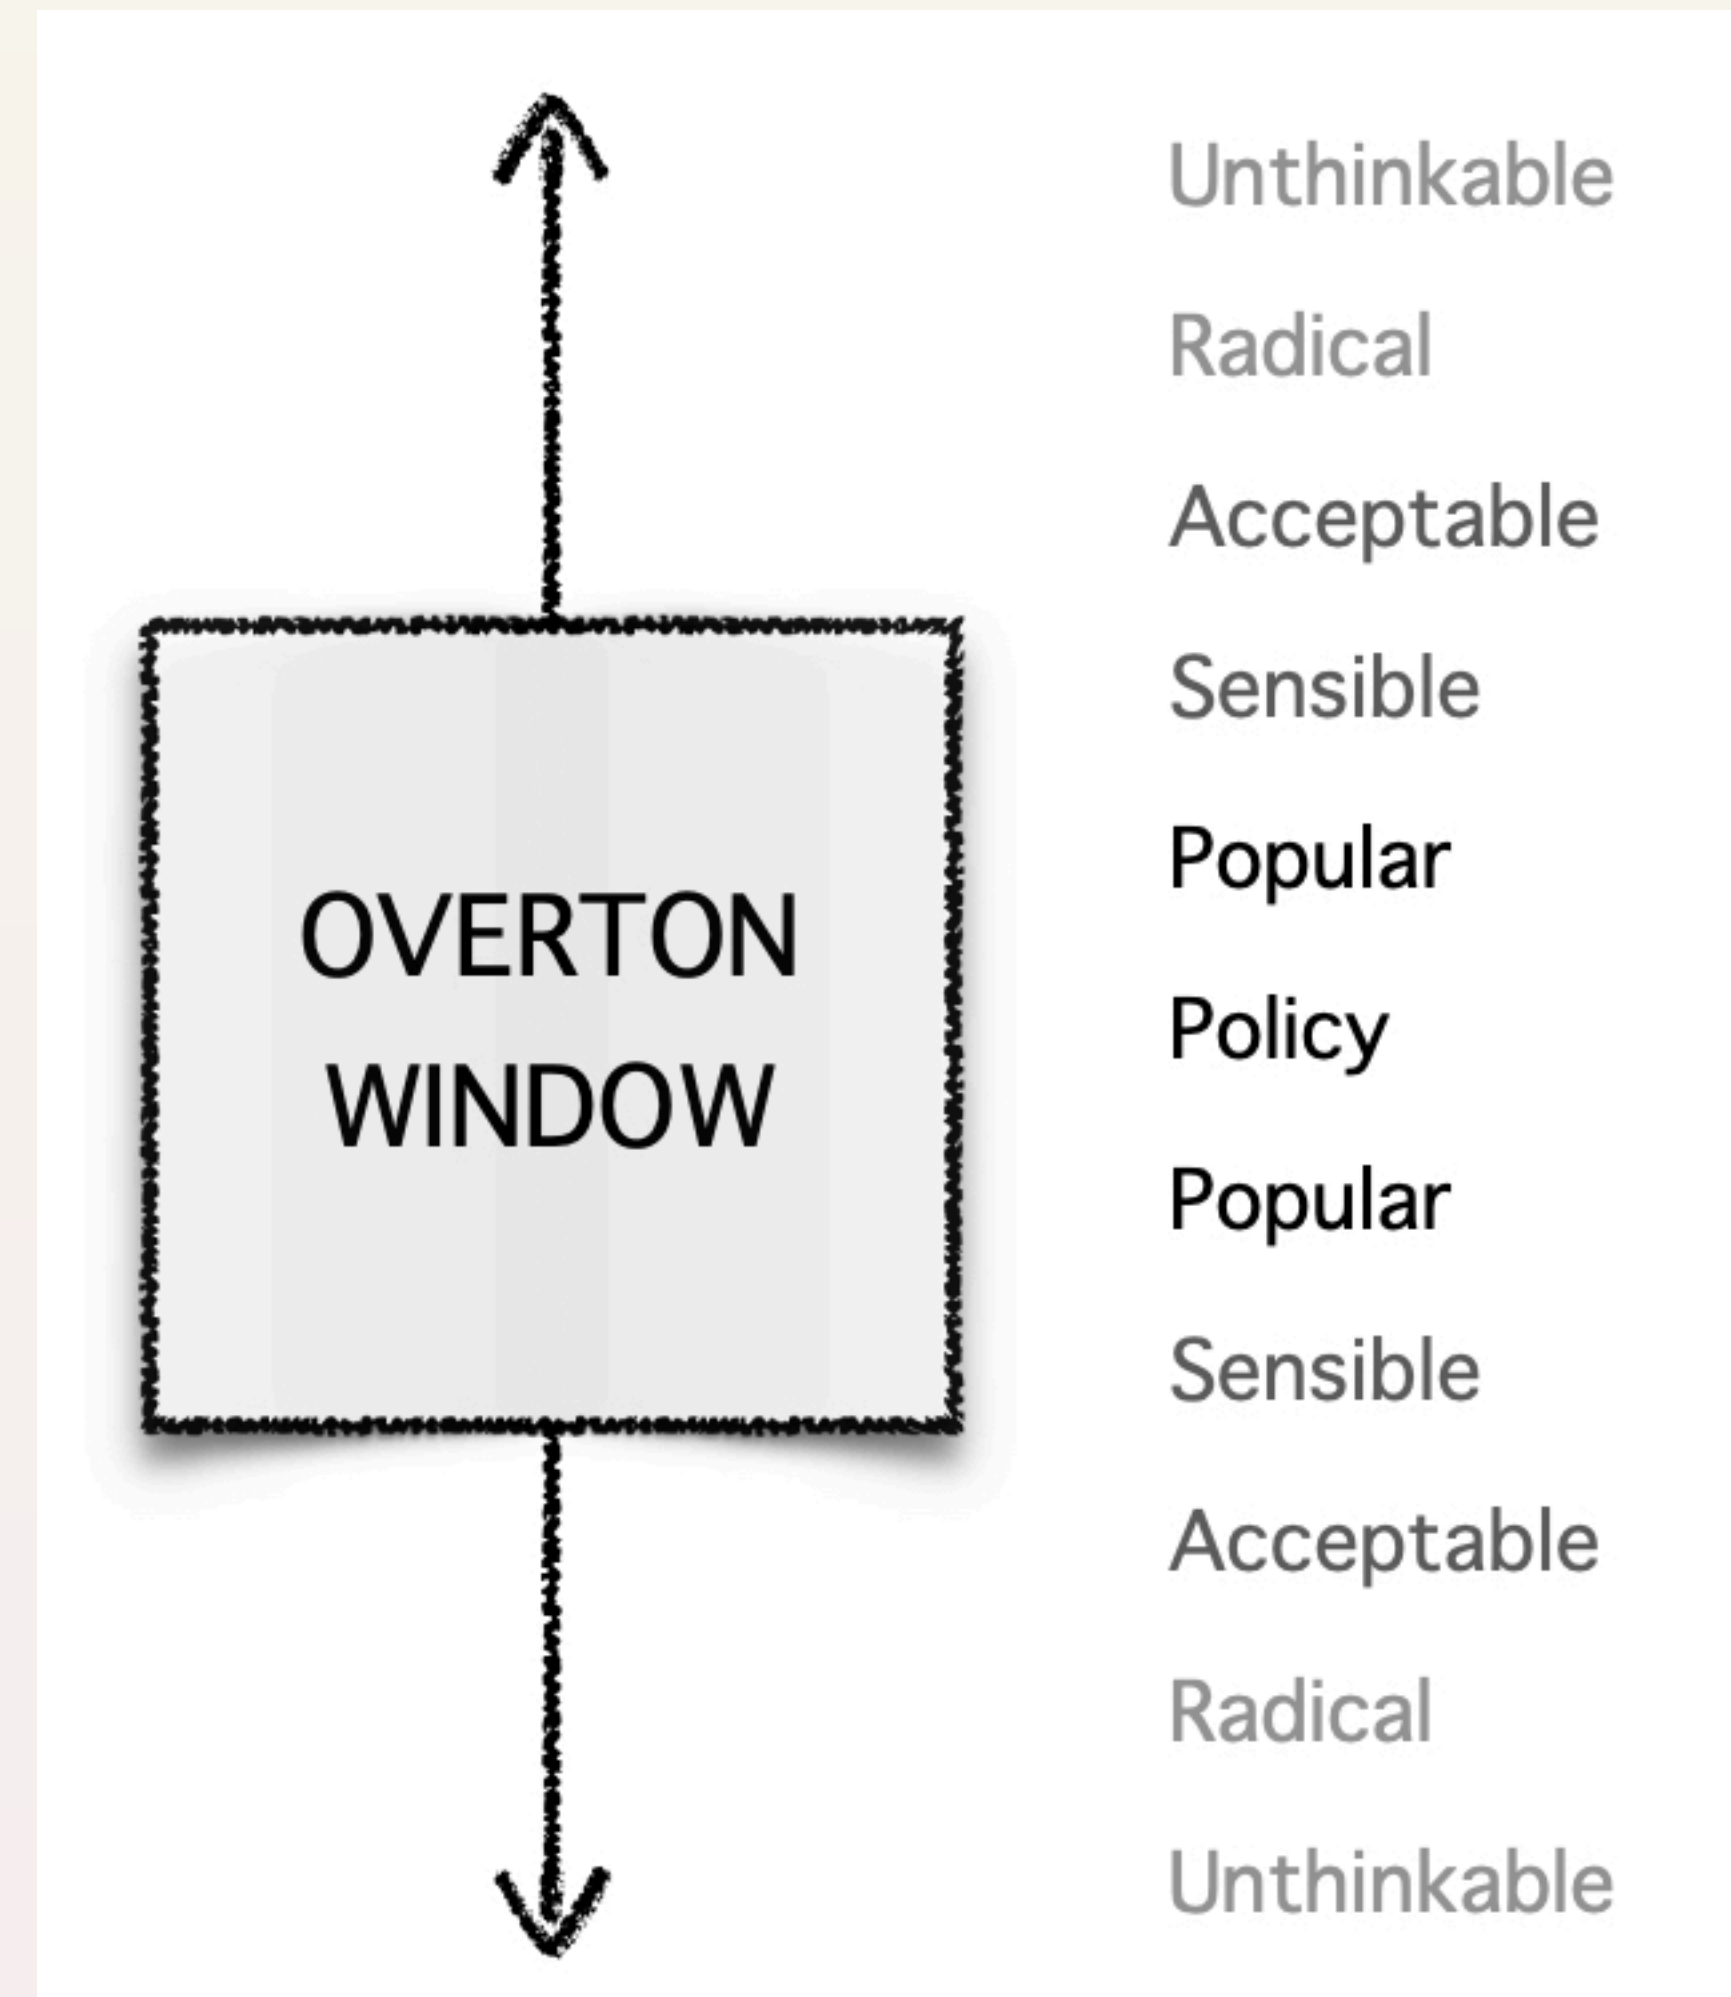 OVERTON
WINDOW
Unthinkable
Radical
Acceptable
Sensible
Popular
Policy
Popular
Sensible
Acceptable
Radical
Unthinkable